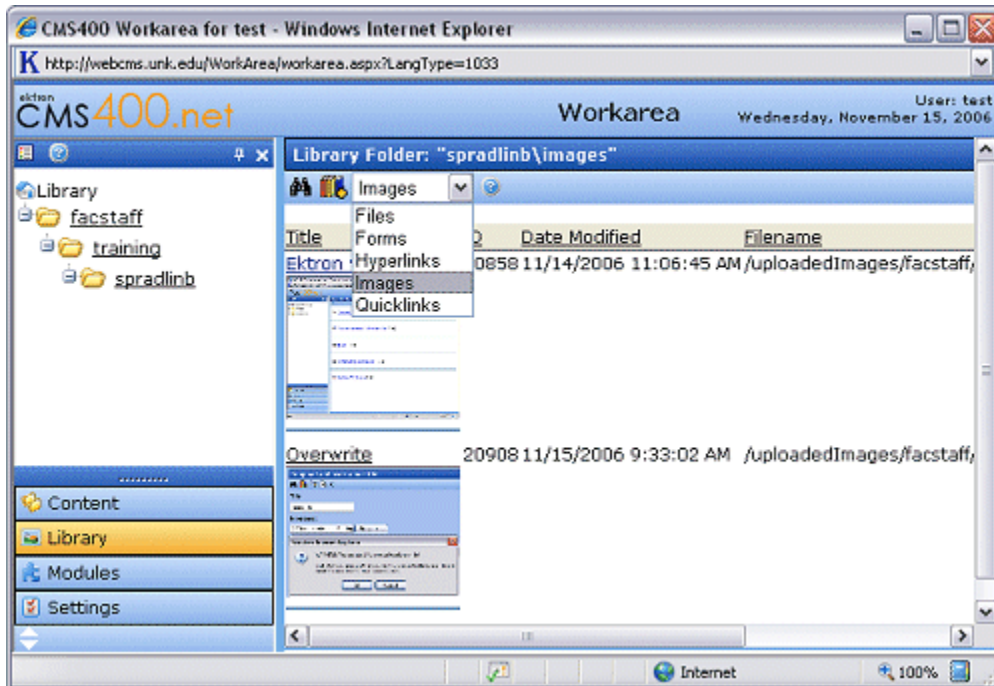 CMS400 Workarea for test - Windows Internet Explorer
http://webcms.unk.edu/WorkArea/workarea.aspx?LangType=1033
ektron
CMS400.net
Workarea
User: test
Wednesday, November 15, 2006
Library
facstaff
training
spradlinb
Content
Library
Modules
Settings
Library Folder: "spradlinb\images"
Images
Files
Forms
Hyperlinks
Images
Quicklinks
Title Date Modified Filename
Ektron 0858 11/14/2006 11:06:45 AM /uploadedImages/facstaff/
Overwrite 20908 11/15/2006 9:33:02 AM /uploadedImages/facstaff/
Internet 100%